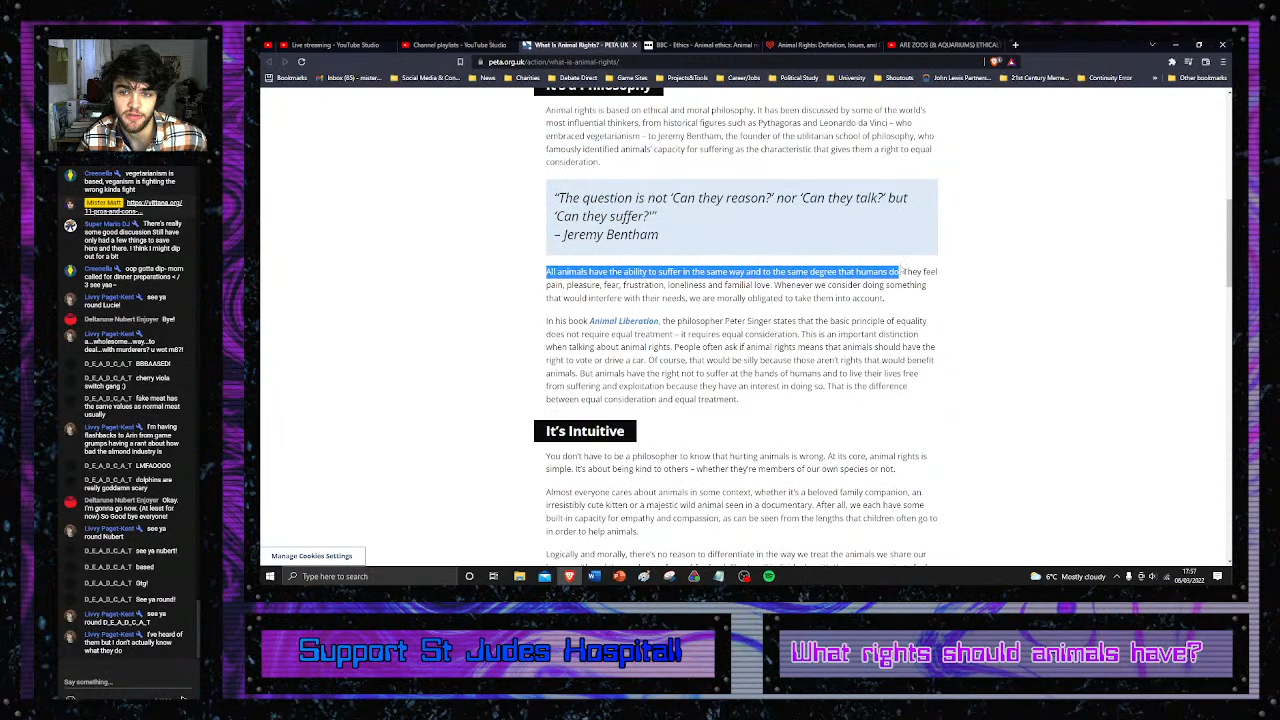 Live streaming - YouTube Studio
Channel playlists - YouTube Studio
What Is Animal Rights? - PETA UK
BBC - Ethics - Animal ethics: Animal
Animal Rights: Definition, Issues, and
ARE ZOOS (& AQUARIUMS) ETHICAL
peta.org.uk/action/what-is-animal-rights/
Bookmarks
Inbox (85) - mister...
Social Media & Co...
News
Charities
Debate Direct
Game Sites
Projects&Tools
Career/Jobs
Political Study
University
Shoutouts
John Lewis Partners...
21st Century Mame...
Continuity Error
It's a Philosophy
Animal rights is based on ethical and moral philosophy. It has been discussed by some of the world's
most influential thinkers, from historical figures such as Pythagoras and Leonardo da Vinci – who
embraced vegetarianism – to Jeremy Bentham, the founder of the utilitarian school of philosophy, who
famously identified animals' capacity for suffering as the characteristic that gives them a right to equal
consideration.
"The question is not 'Can they reason?' nor 'Can they talk?' but
'Can they suffer?'"
– Jeremy Bentham
All animals have the ability to suffer in the same way and to the same degree that humans do. They feel
pain, pleasure, fear, frustration, loneliness and familial love. Whenever we consider doing something
that would interfere with their needs, we are morally obligated to take them into account.
In his book Animal Liberation, the philosopher Peter Singer states that the basic principle of equality
does not require equal treatment – it requires equal consideration. This is an important distinction
when talking about animal rights. People often ask if animal rights means that animals should have the
right to vote or drive a car. Of course, that would be silly because those aren't rights that would benefit
animals. But animals have the right not to suffer at the hands of humans and to live their lives free
from suffering and exploitation because they have an interest in doing so. That is the difference
between equal consideration and equal treatment.
It's Intuitive
You don't have to be a philosopher to know that hurting animals is wrong. At its core, animal rights is
simple. It's about being kind to others – whether they're members of our own species or not.
Almost everyone cares about animals in some context, whether it's a beloved family companion, an
irresistibly cute kitten or a majestic wild animal seen in a documentary. After all, we each have some
built-in capacity for empathy and compassion, as can be seen from the lengths that children often go to
in order to help animals.
Logically and morally, there's no reason to differentiate in the way we treat the animals we share our
Manage Cookies Settings
Type here to search
6°C Mostly cloudy
17:57
06/03/2022
Creenella vegetarianism is
based, veganism is fighting the
wrong kinda fight
Mister Matt https://vittana.org/
11-pros-and-cons-...
Super Mario DJ There's really
some good discussion Still have
only had a few things to save
here and there. I think I might dip
out for a bit
Creenella oop gotta dip- mom
called for dinner preperations < /
3 see yaa ~
Livvy Paget-Kent see ya
round Lucie!
Deltarune Nubert Enjoyer Bye!
Livvy Paget-Kent
a...wholesome...way...to
deal...with murderers? u wot m8?!
D_E_A_D_C_A_T BBBAASED!
D_E_A_D_C_A_T cherry viola
switch gang :)
D_E_A_D_C_A_T fake meat has
the same values as normal meat
usually
Livvy Paget-Kent I'm having
flashbacks to Arin from game
grumps having a rant about how
bad the almond industry is
D_E_A_D_C_A_T LMFAOOOO
D_E_A_D_C_A_T dolphins are
really goddamn scary
Deltarune Nubert Enjoyer Okay.
I'm gonna go now. (At least for
now) So Good bye everyone!
Livvy Paget-Kent see ya
round Nubert
D_E_A_D_C_A_T see ya nubert!
D_E_A_D_C_A_T based
D_E_A_D_C_A_T Gtg!
D_E_A_D_C_A_T See ya round!
Livvy Paget-Kent see ya
round D_E_A_D_C_A_T
Livvy Paget-Kent I've heard of
them but I don't actually know
what they do
Say something...
Support St Judes Hospital!
What rights should animals have?